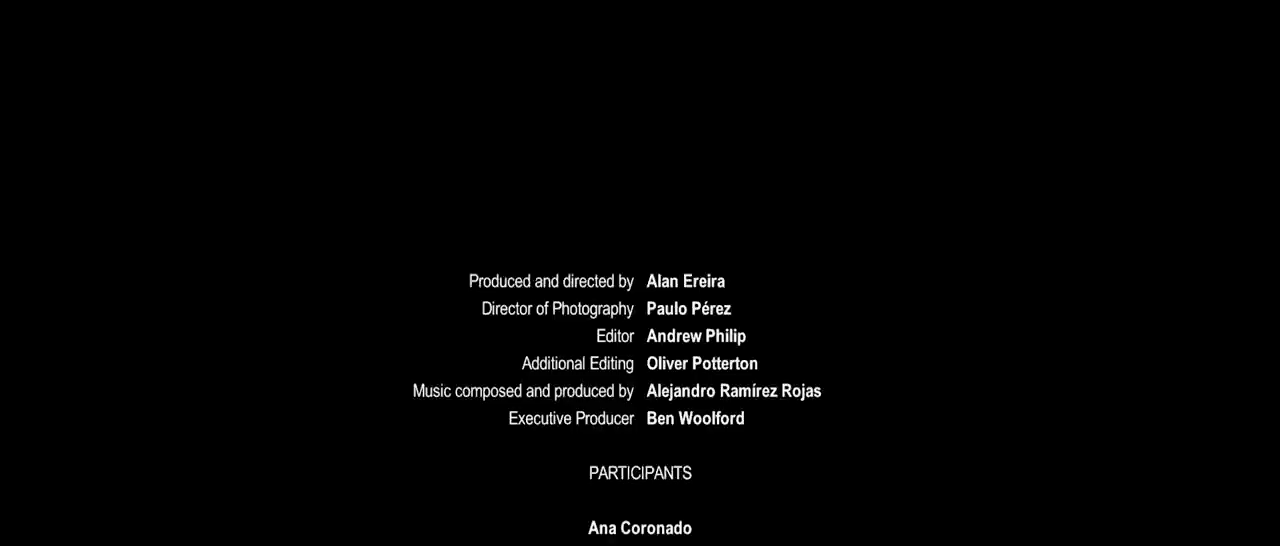 Produced and directed by Alan Ereira
Director of Photography Paulo Pérez
Editor Andrew Philip
Additional Editing Oliver Potterton
Music composed and produced by Alejandro Ramírez Rojas
Executive Producer Ben Woolford
PARTICIPANTS
Ana Coronado